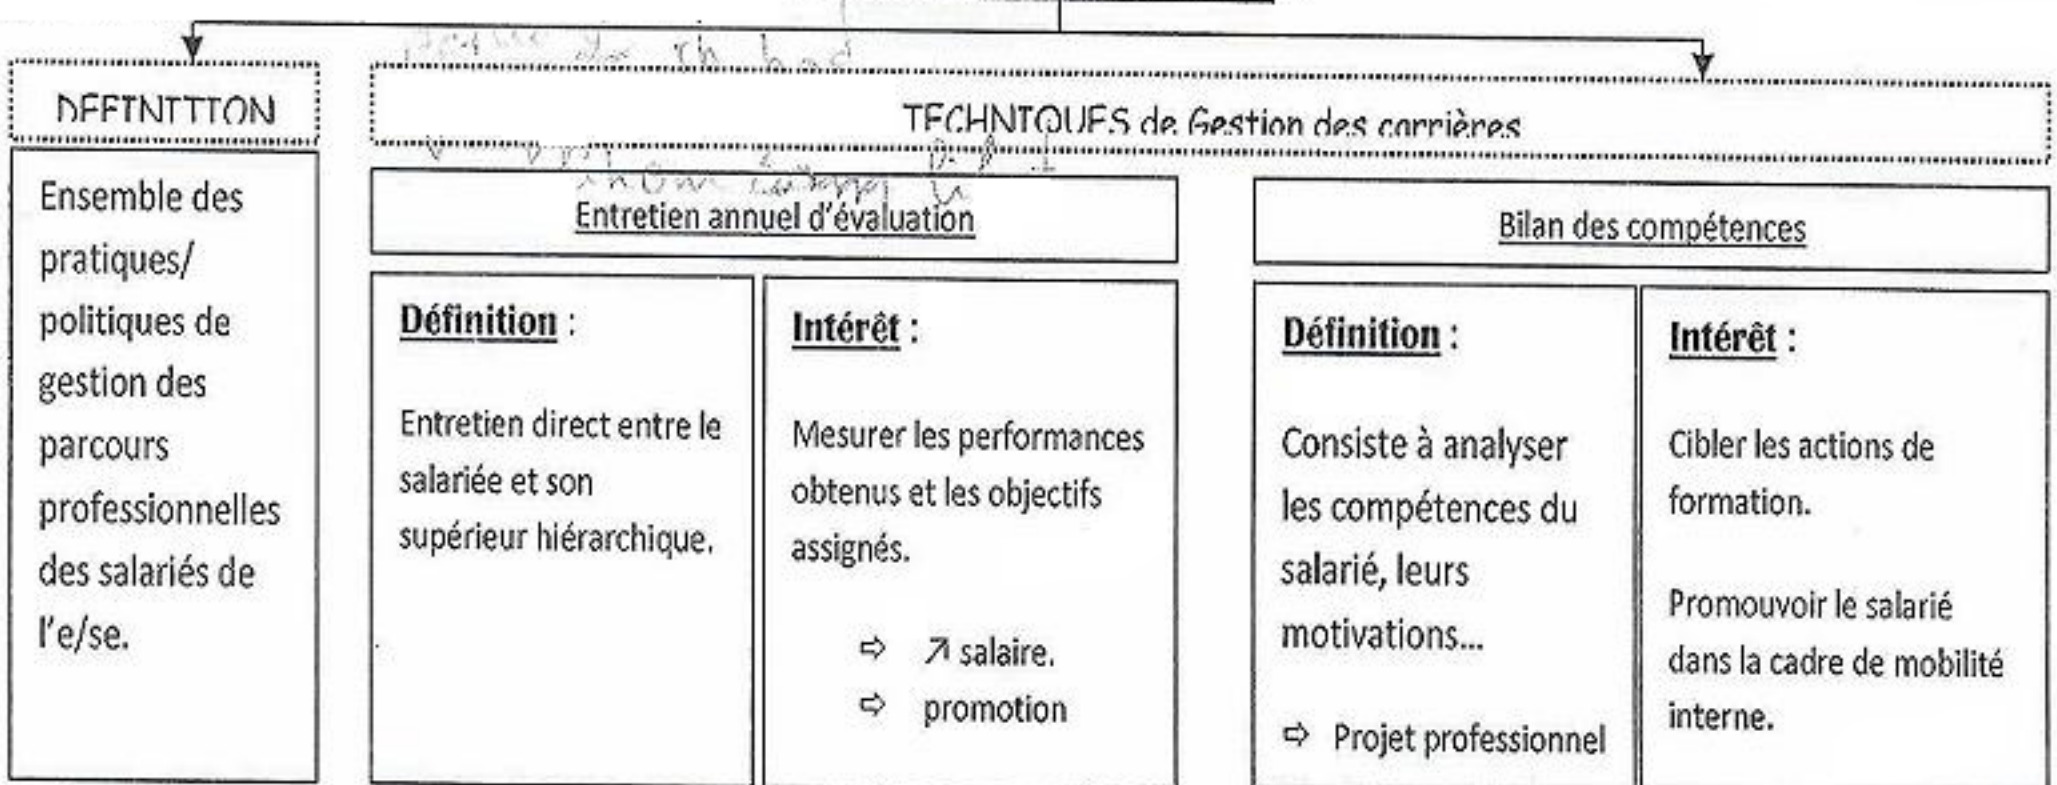 DEFINITION
Ensemble des
pratiques/
politiques de
gestion des
parcours
professionnelles
des salariés de
l'e/se.
TECHNIQUES de Gestion des carrières
Entretien annuel d'évaluation
Définition :
Entretien direct entre le
salariée et son
supérieur hiérarchique.
Intérêt :
Mesurer les performances
obtenus et les objectifs
assignés.
⇨ ↗ salaire.
⇨ promotion
Bilan des compétences
Définition :
Consiste à analyser
les compétences du
salarié, leurs
motivations...
⇨ Projet professionnel
Intérêt :
Cibler les actions de
formation.
Promouvoir le salarié
dans la cadre de mobilité
interne.